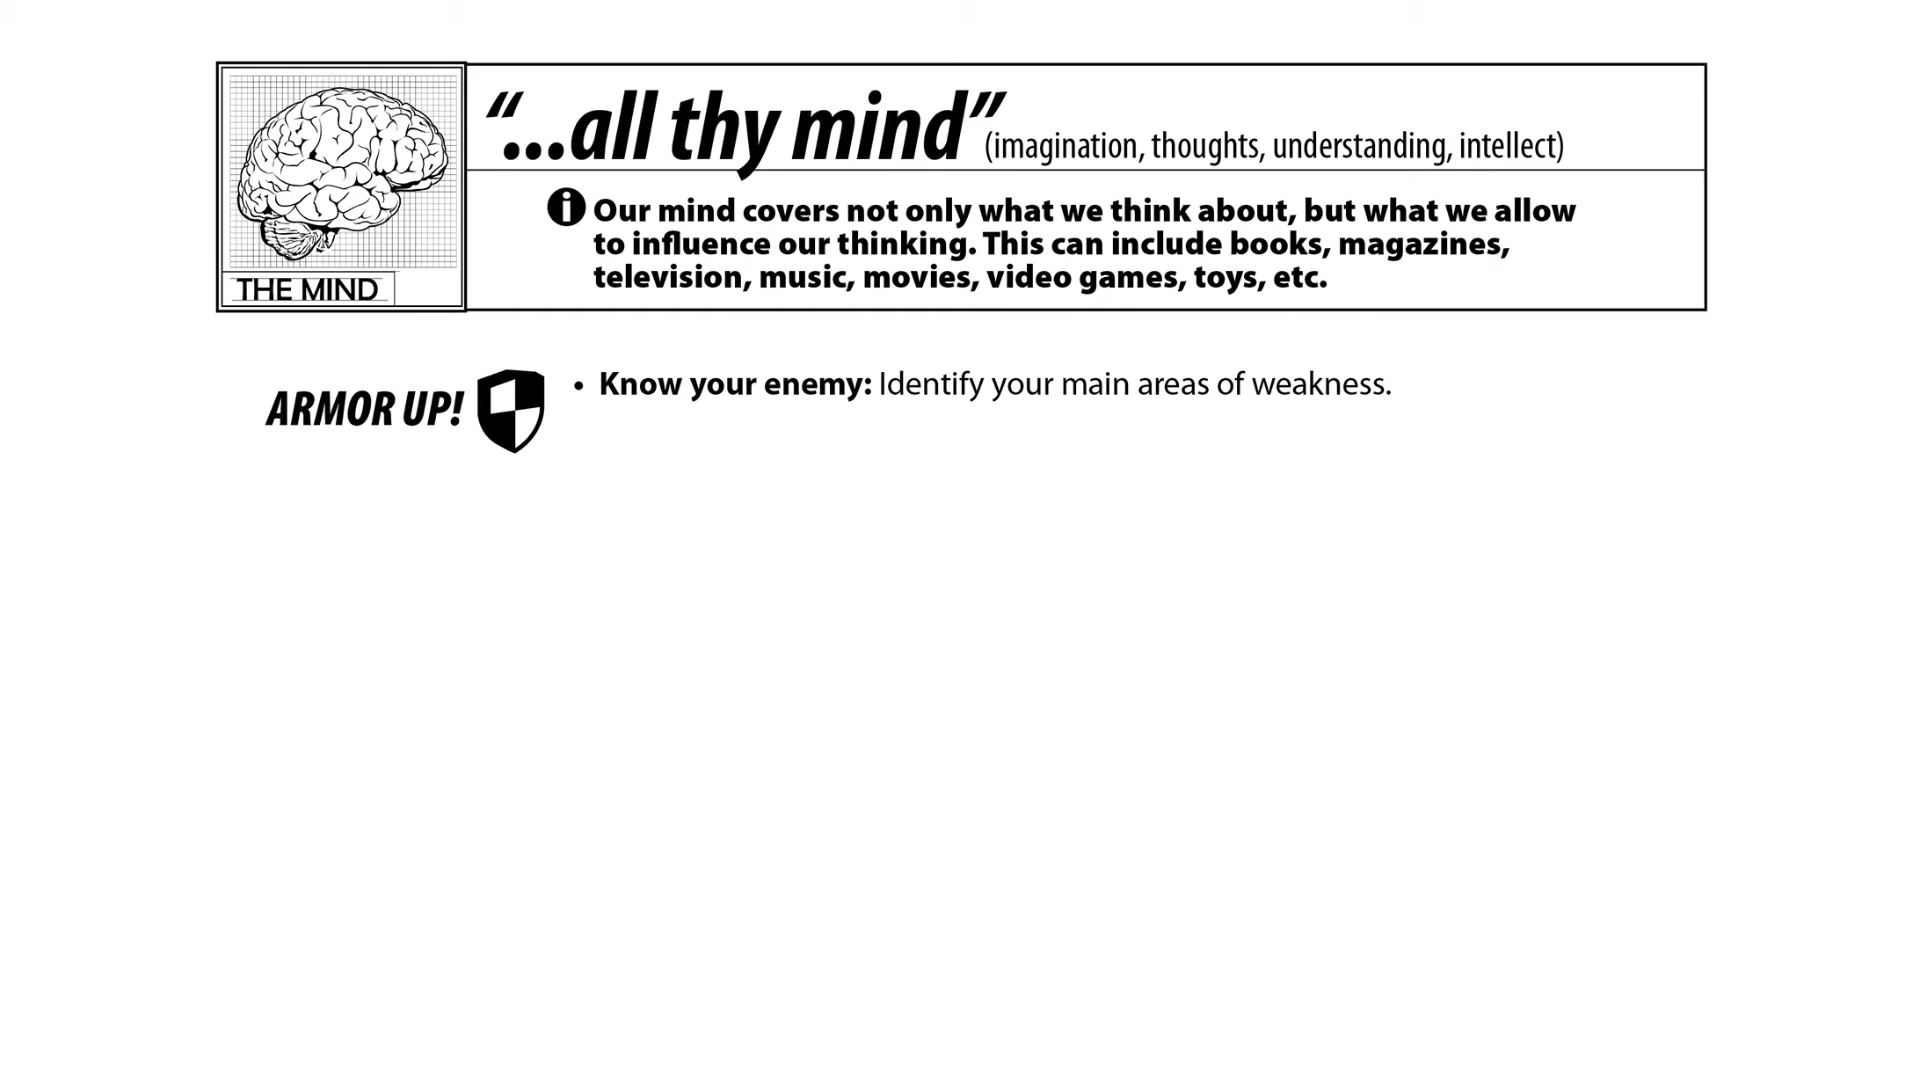 “...all thy mind” (imagination, thoughts, understanding, intellect)
i Our mind covers not only what we think about, but what we allow
to influence our thinking. This can include books, magazines,
television, music, movies, video games, toys, etc.
THE MIND
ARMOR UP!
• Know your enemy: Identify your main areas of weakness.